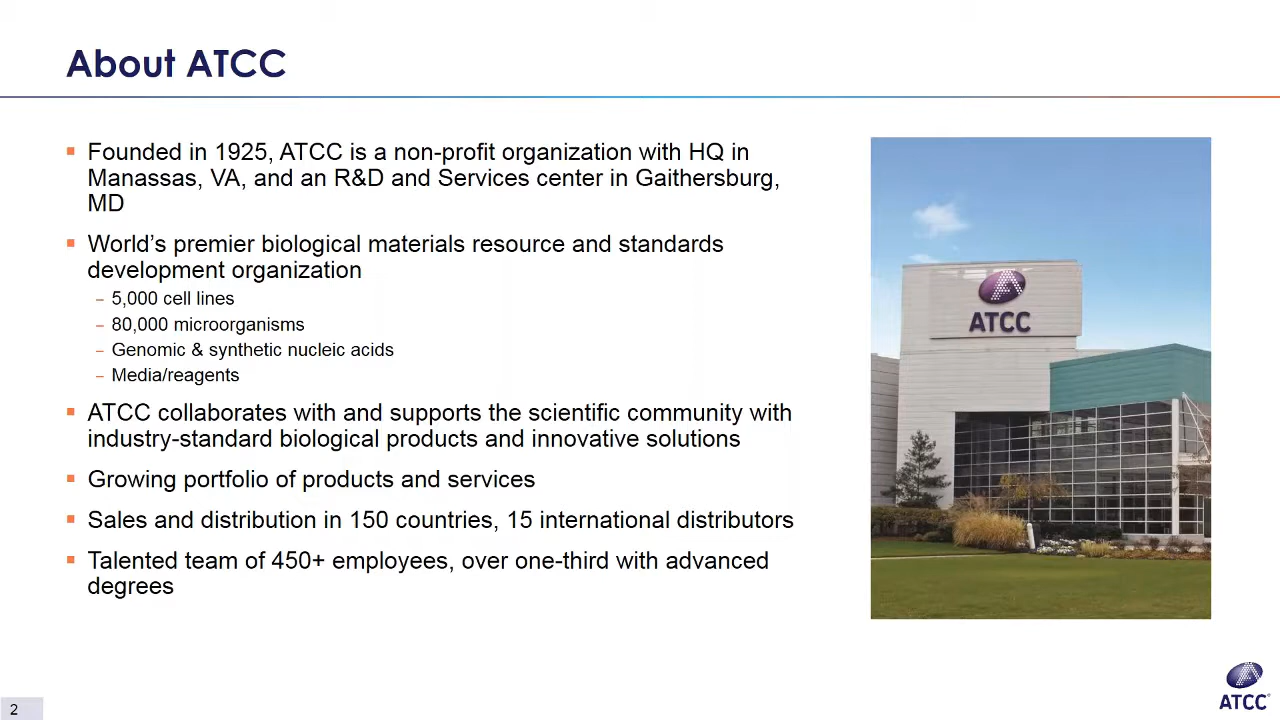 About ATCC
▪ Founded in 1925, ATCC is a non-profit organization with HQ in
Manassas, VA, and an R&D and Services center in Gaithersburg,
MD
▪ World’s premier biological materials resource and standards
development organization
– 5,000 cell lines
– 80,000 microorganisms
– Genomic & synthetic nucleic acids
– Media/reagents
▪ ATCC collaborates with and supports the scientific community with
industry-standard biological products and innovative solutions
▪ Growing portfolio of products and services
▪ Sales and distribution in 150 countries, 15 international distributors
▪ Talented team of 450+ employees, over one-third with advanced
degrees
ATCC
2
ATCC®